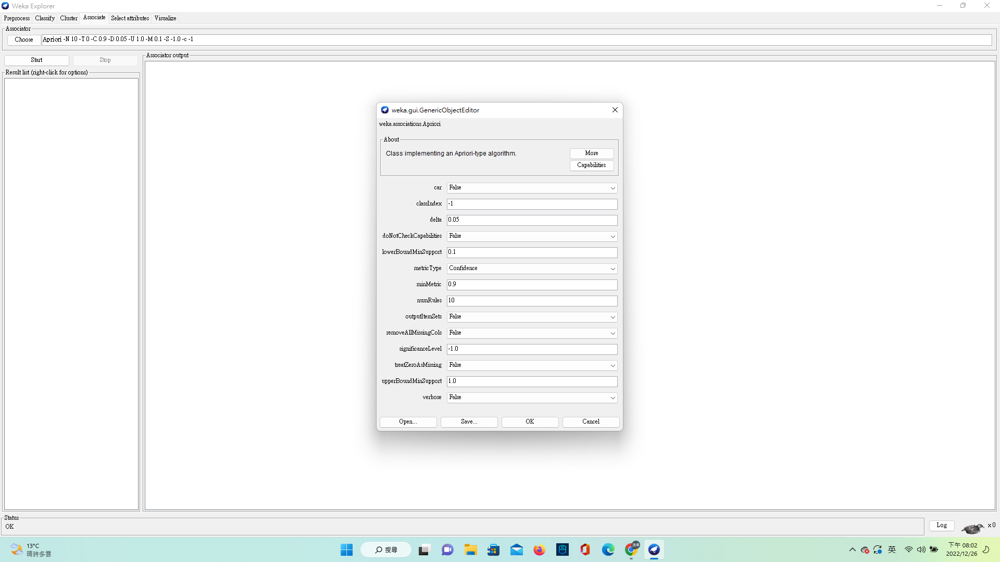 Weka Explorer
Preprocess Classify Cluster Associate Select attributes Visualize
Associator
Choose Apriori -N 10 -T 0 -C 0.9 -D 0.05 -U 1.0 -M 0.1 -S -1.0 -c -1
Start Stop
Associator output
Result list (right-click for options)
weka.gui.GenericObjectEditor
weka.associations.Apriori
About
Class implementing an Apriori-type algorithm.
More
Capabilities
car False
classIndex -1
delta 0.05
doNotCheckCapabilities False
lowerBoundMinSupport 0.1
metricType Confidence
minMetric 0.9
numRules 10
outputItemSets False
removeAllMissingCols False
significanceLevel -1.0
treatZeroAsMissing False
upperBoundMinSupport 1.0
verbose False
Open... Save... OK Cancel
Status
OK
Log x 0
13°C
晴時多雲
搜尋
英
下午 08:02
2022/12/26